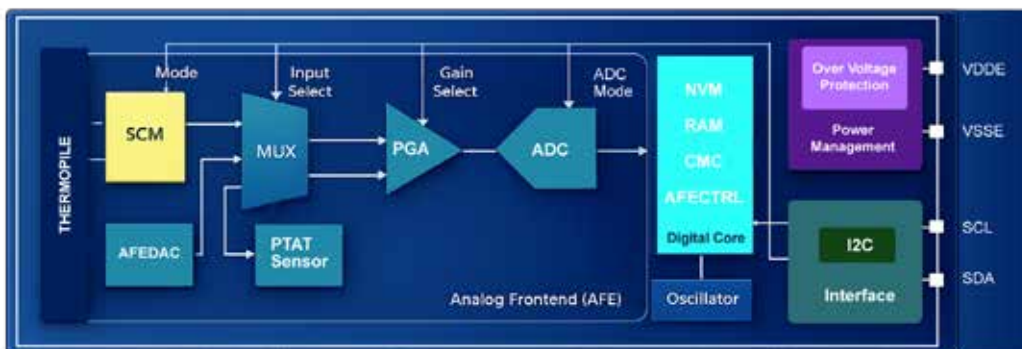 THERMOPILE
Mode
SCM
AFEDAC
Input
Select
MUX
PTAT
Sensor
Gain
Select
PGA
ADC
Mode
ADC
Analog Frontend (AFE)
NVM
RAM
CMC
AFECTRL
Digital Core
Oscillator
Over Voltage
Protection
Power
Management
I2C
Interface
VDDE
VSSE
SCL
SDA